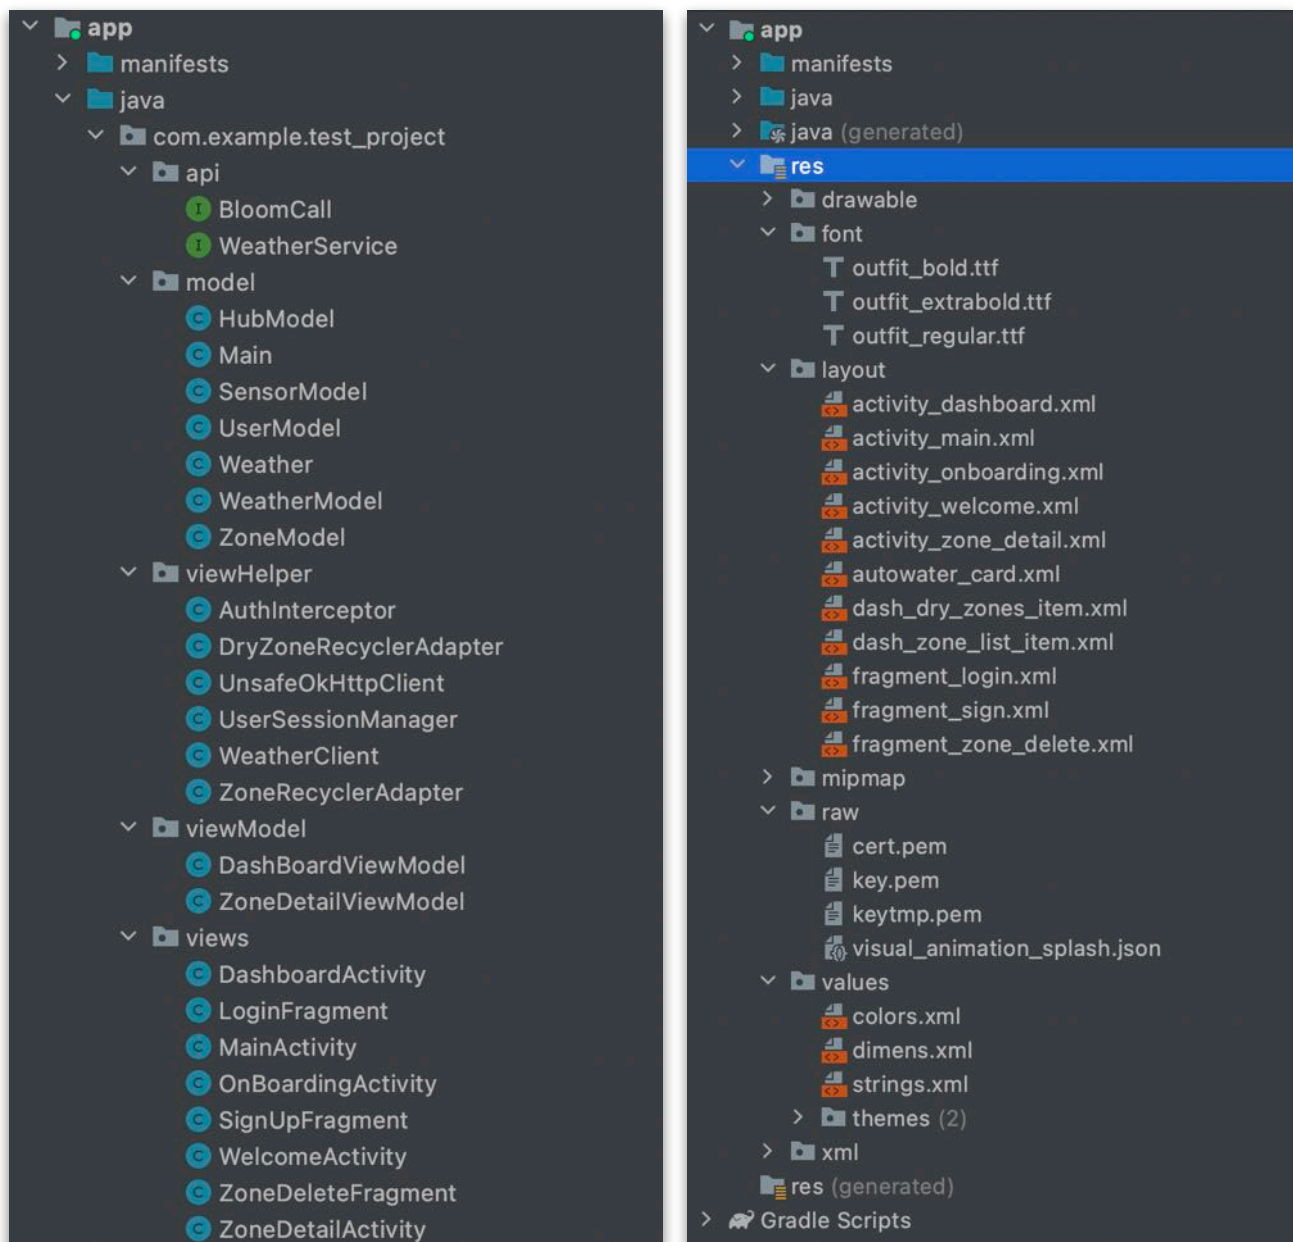 app
manifests
java
com.example.test_project
api
BloomCall
WeatherService
model
HubModel
Main
SensorModel
UserModel
Weather
WeatherModel
ZoneModel
viewHelper
AuthInterceptor
DryZoneRecyclerAdapter
UnsafeOkHttpClient
UserSessionManager
WeatherClient
ZoneRecyclerAdapter
viewModel
DashBoardViewModel
ZoneDetailViewModel
views
DashboardActivity
LoginFragment
MainActivity
OnBoardingActivity
SignUpFragment
WelcomeActivity
ZoneDeleteFragment
ZoneDetailActivity
app
manifests
java
java (generated)
res
drawable
font
outfit_bold.ttf
outfit_extrabold.ttf
outfit_regular.ttf
layout
activity_dashboard.xml
activity_main.xml
activity_onboarding.xml
activity_welcome.xml
activity_zone_detail.xml
autowater_card.xml
dash_dry_zones_item.xml
dash_zone_list_item.xml
fragment_login.xml
fragment_sign.xml
fragment_zone_delete.xml
mipmap
raw
cert.pem
key.pem
keytmp.pem
visual_animation_splash.json
values
colors.xml
dimens.xml
strings.xml
themes (2)
xml
res (generated)
Gradle Scripts